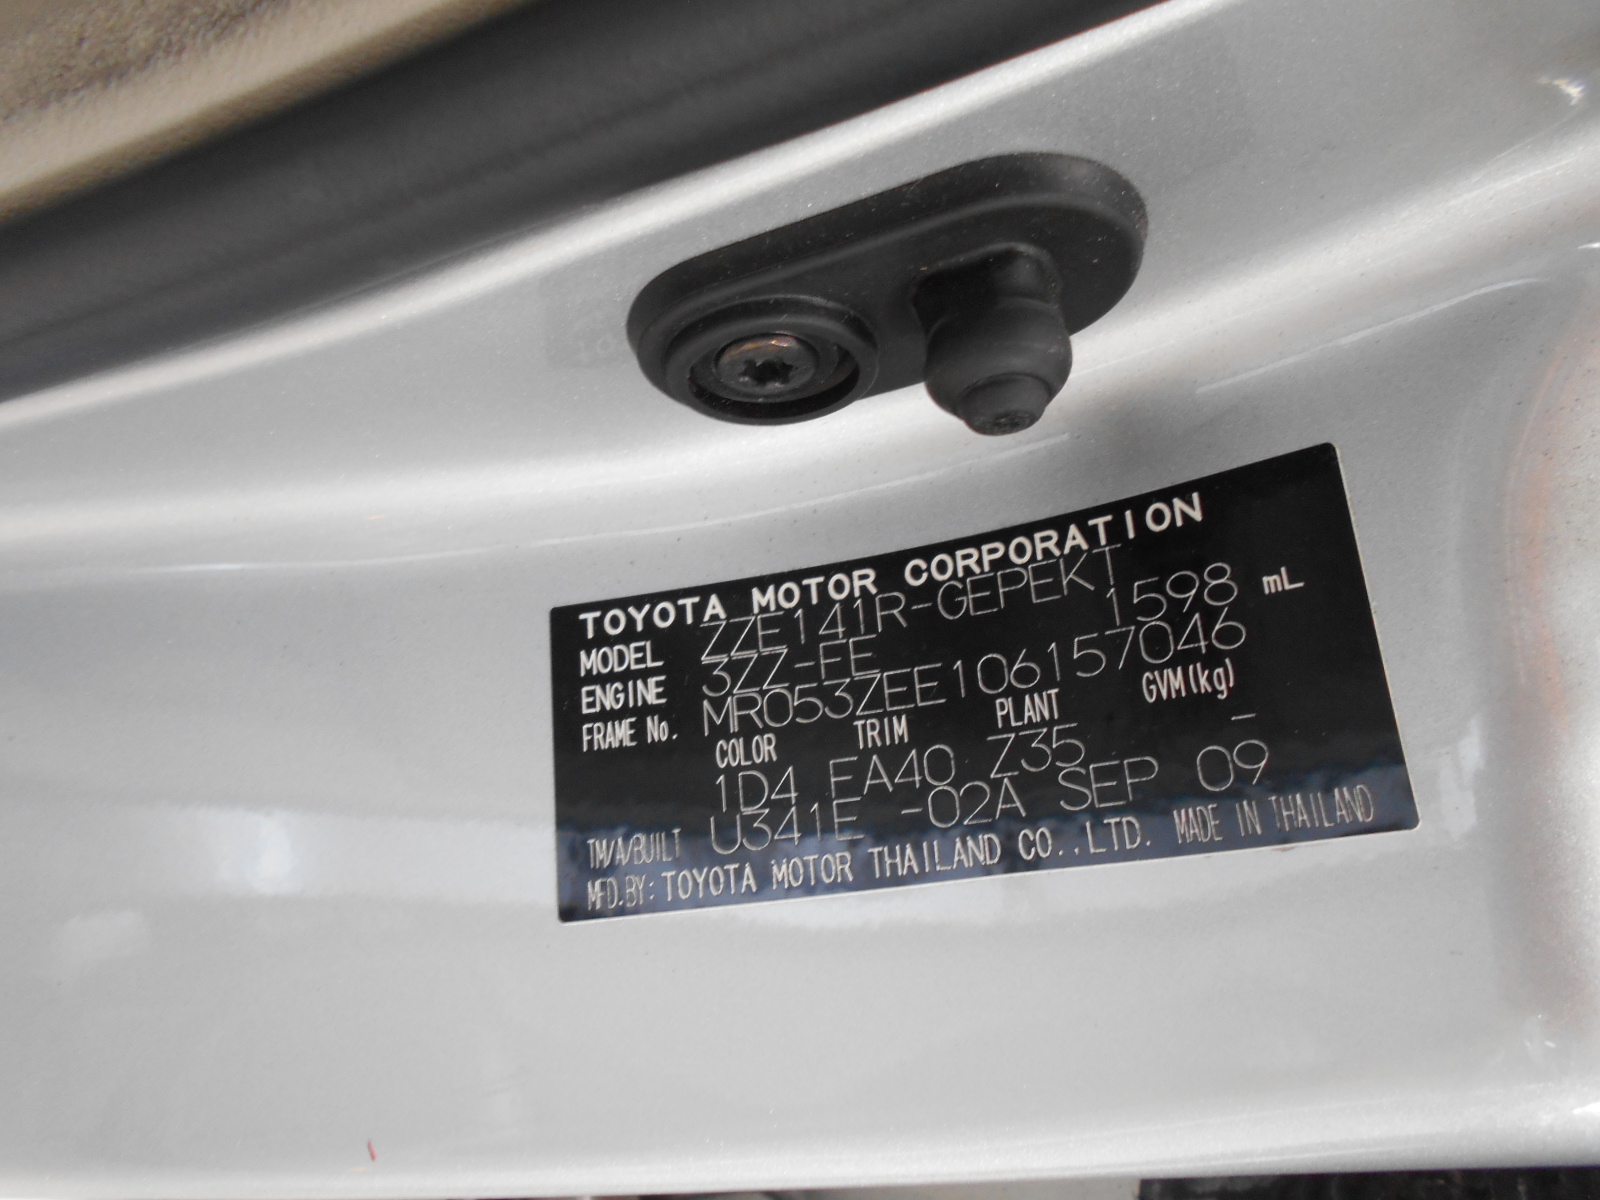 TOYOTA MOTOR CORPORATION
MODEL ZZE141R-GEPEKT
ENGINE 3ZZ-FE 1598 mL
FRAME No. MR053ZEE106157046
COLOR TRIM PLANT GVM(kg)
1D4 FA40 Z35 -
TM/A/BUILT U341E -02A SEP 09
MFD.BY: TOYOTA MOTOR THAILAND CO.,LTD. MADE IN THAILAND